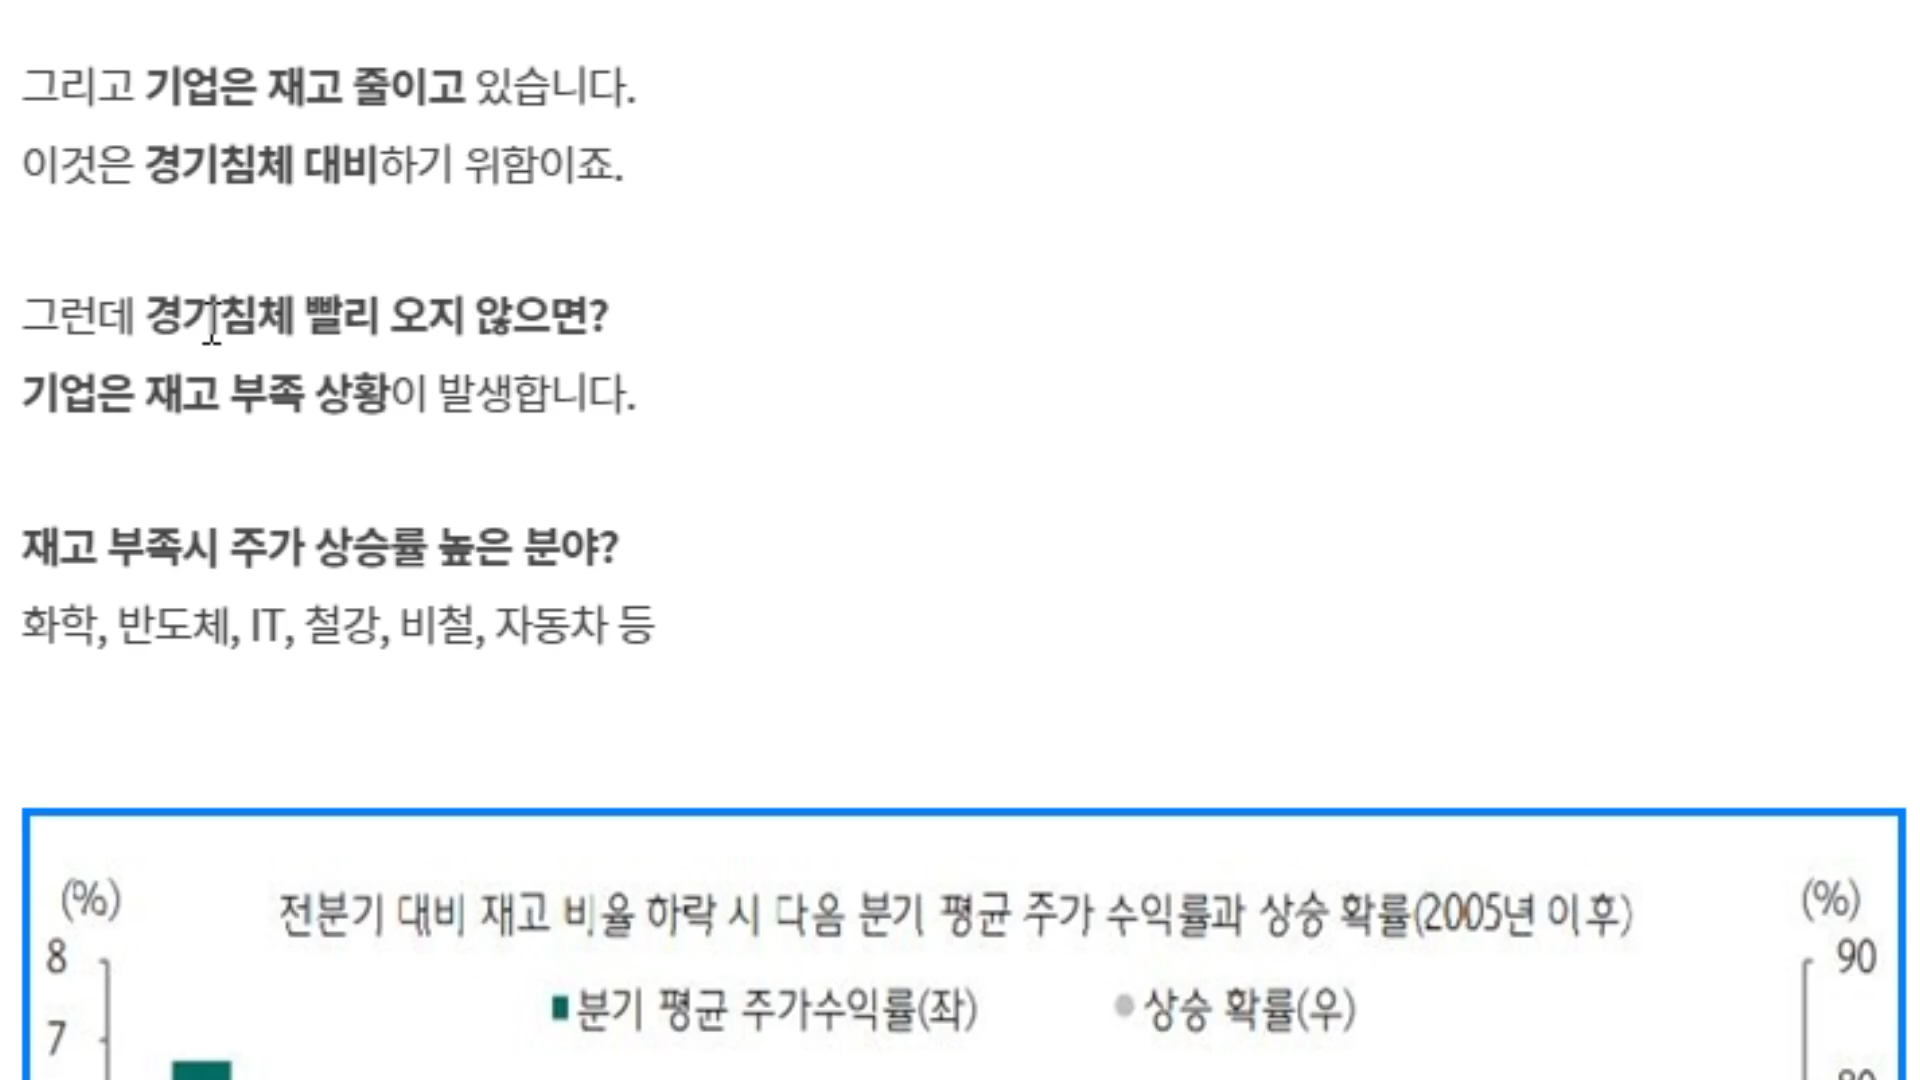 그리고 기업은 재고 줄이고 있습니다.
이것은 경기침체 대비하기 위함이죠.
그런데 경기침체 빨리 오지 않으면?
기업은 재고 부족 상황이 발생합니다.
재고 부족시 주가 상승률 높은 분야?
화학, 반도체, IT, 철강, 비철, 자동차 등
(%) 전분기 대비 재고 비율 하락 시 다음 분기 평균 주가 수익률과 상승 확률(2005년 이후) (%)
8 90
■분기 평균 주가수익률(좌) ●상승 확률(우)
7